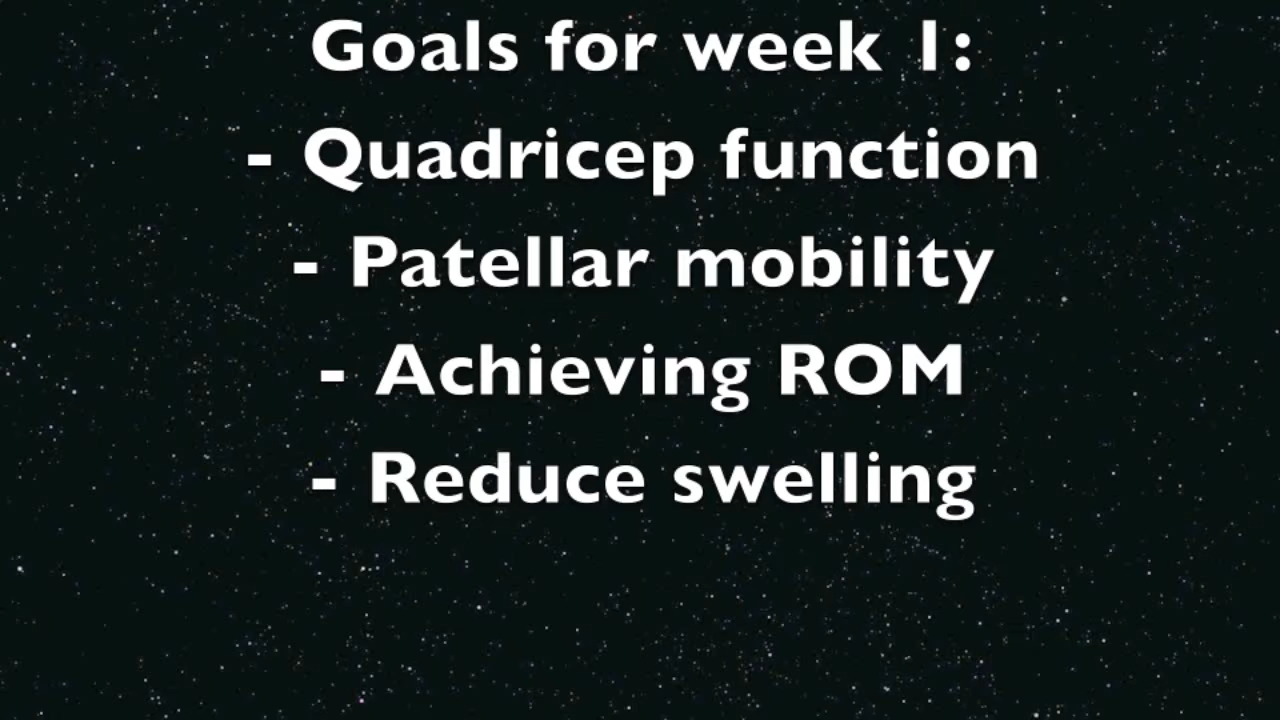 Goals for week 1:
- Quadricep function
- Patellar mobility
- Achieving ROM
- Reduce swelling